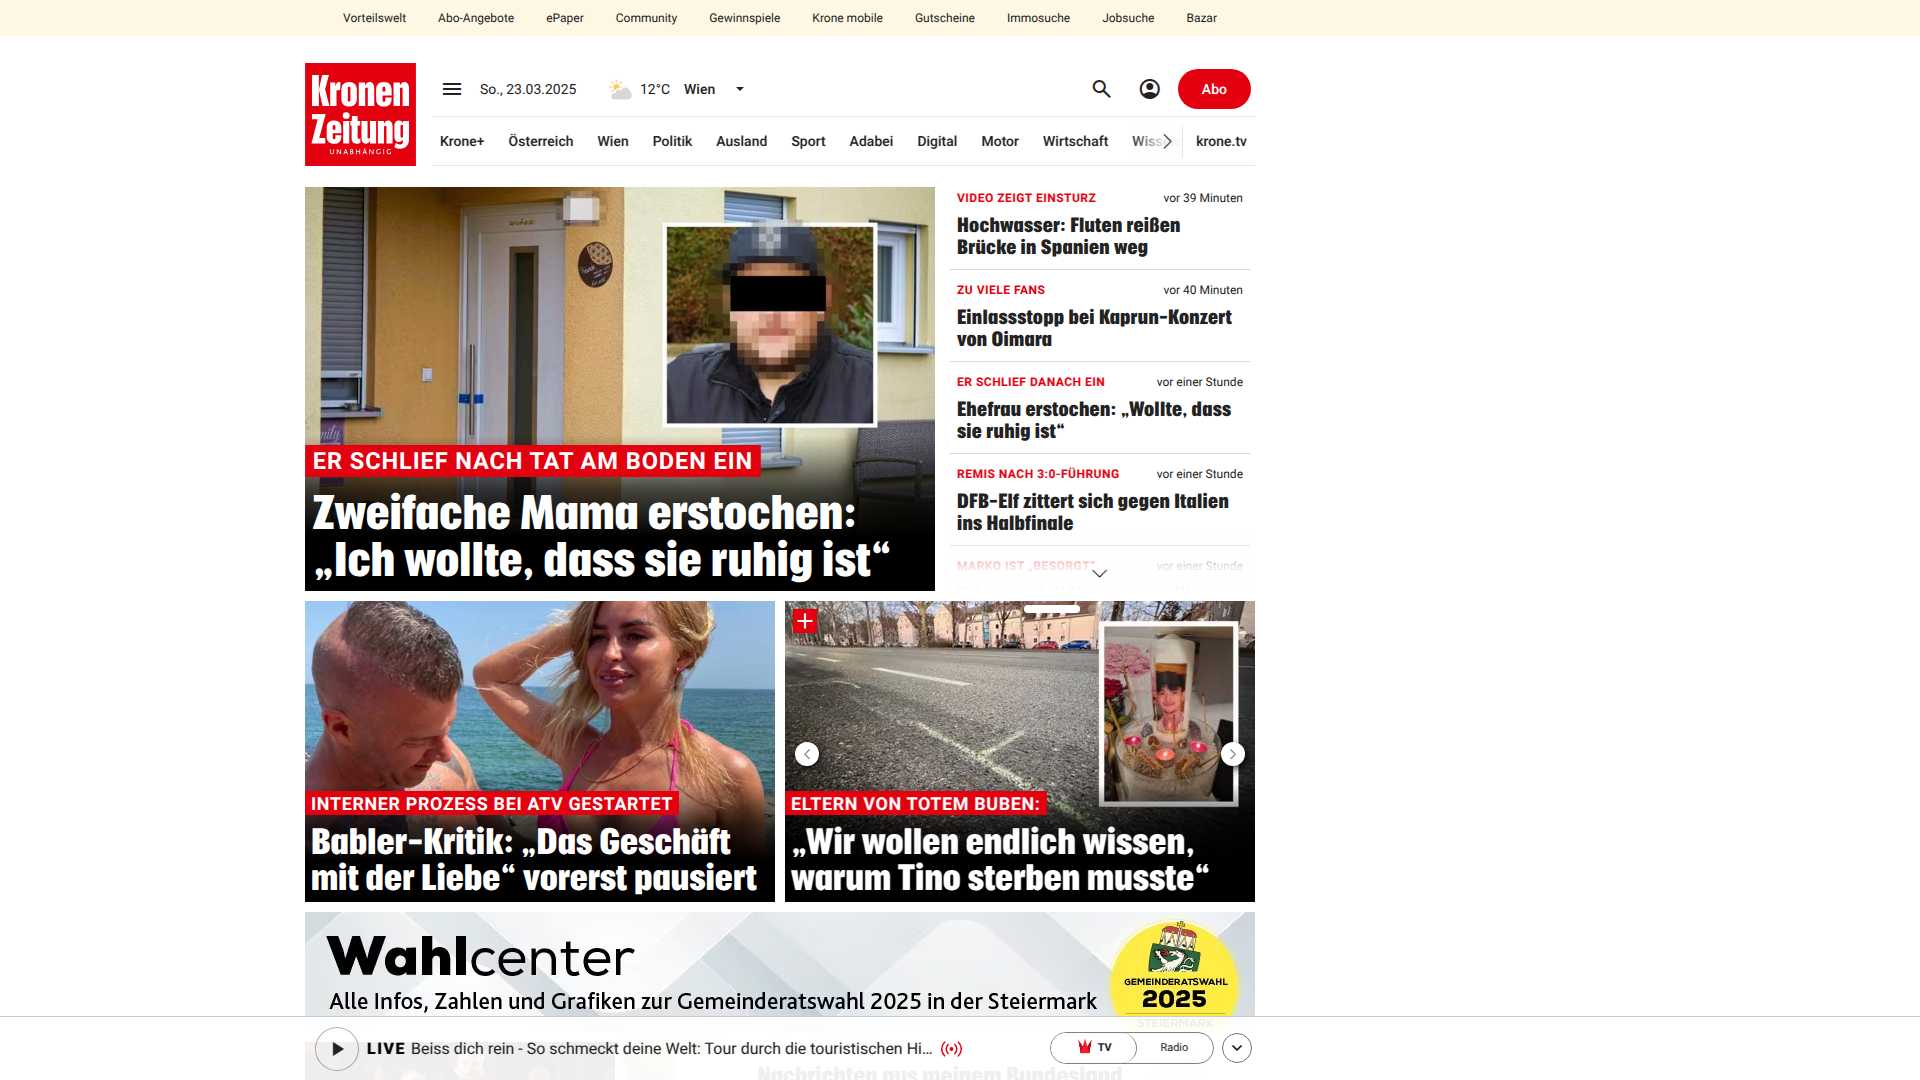 Vorteilswelt Abo-Angebote ePaper Community Gewinnspiele Krone mobile Gutscheine Immosuche Jobsuche Bazar
Kronen
Zeitung
UNABHÄNGIG
So., 23.03.2025 12°C Wien
Abo
Krone+ Österreich Wien Politik Ausland Sport Adabei Digital Motor Wirtschaft Wiss krone.tv
ER SCHLIEF NACH TAT AM BODEN EIN
Zweifache Mama erstochen:
„Ich wollte, dass sie ruhig ist“
VIDEO ZEIGT EINSTURZ vor 39 Minuten
Hochwasser: Fluten reißen
Brücke in Spanien weg
ZU VIELE FANS vor 40 Minuten
Einlassstopp bei Kaprun-Konzert
von Oimara
ER SCHLIEF DANACH EIN vor einer Stunde
Ehefrau erstochen: „Wollte, dass
sie ruhig ist“
REMIS NACH 3:0-FÜHRUNG vor einer Stunde
DFB-Elf zittert sich gegen Italien
ins Halbfinale
MARKO IST „BESORGT“ vor einer Stunde
INTERNER PROZESS BEI ATV GESTARTET
Babler-Kritik: „Das Geschäft
mit der Liebe“ vorerst pausiert
ELTERN VON TOTEM BUBEN:
„Wir wollen endlich wissen,
warum Tino sterben musste“
Wahlcenter
Alle Infos, Zahlen und Grafiken zur Gemeinderatswahl 2025 in der Steiermark
GEMEINDERATSWAHL
2025
STEIERMARK
LIVE Beiss dich rein - So schmeckt deine Welt: Tour durch die touristischen Hi...
TV Radio
Nachrichten aus meinem Bundesland